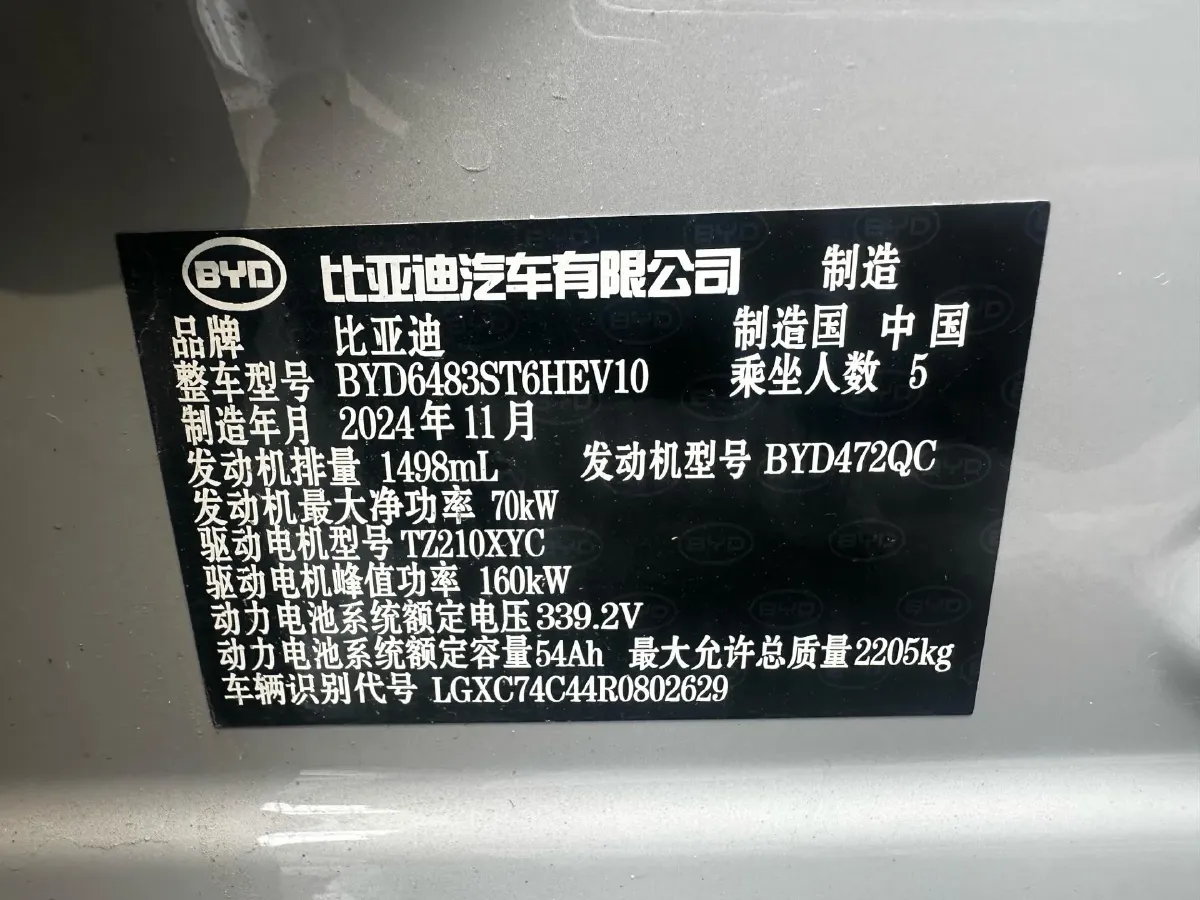 BYD 比亚迪汽车有限公司 制造
品牌 比亚迪 制造国 中国
整车型号 BYD6483ST6HEV10 乘坐人数 5
制造年月 2024年11月
发动机排量 1498mL 发动机型号 BYD472QC
发动机最大净功率 70kW
驱动电机型号 TZ210XYC
驱动电机峰值功率 160kW
动力电池系统额定电压 339.2V
动力电池系统额定容量 54Ah 最大允许总质量 2205kg
车辆识别代号 LGXC74C44R0802629